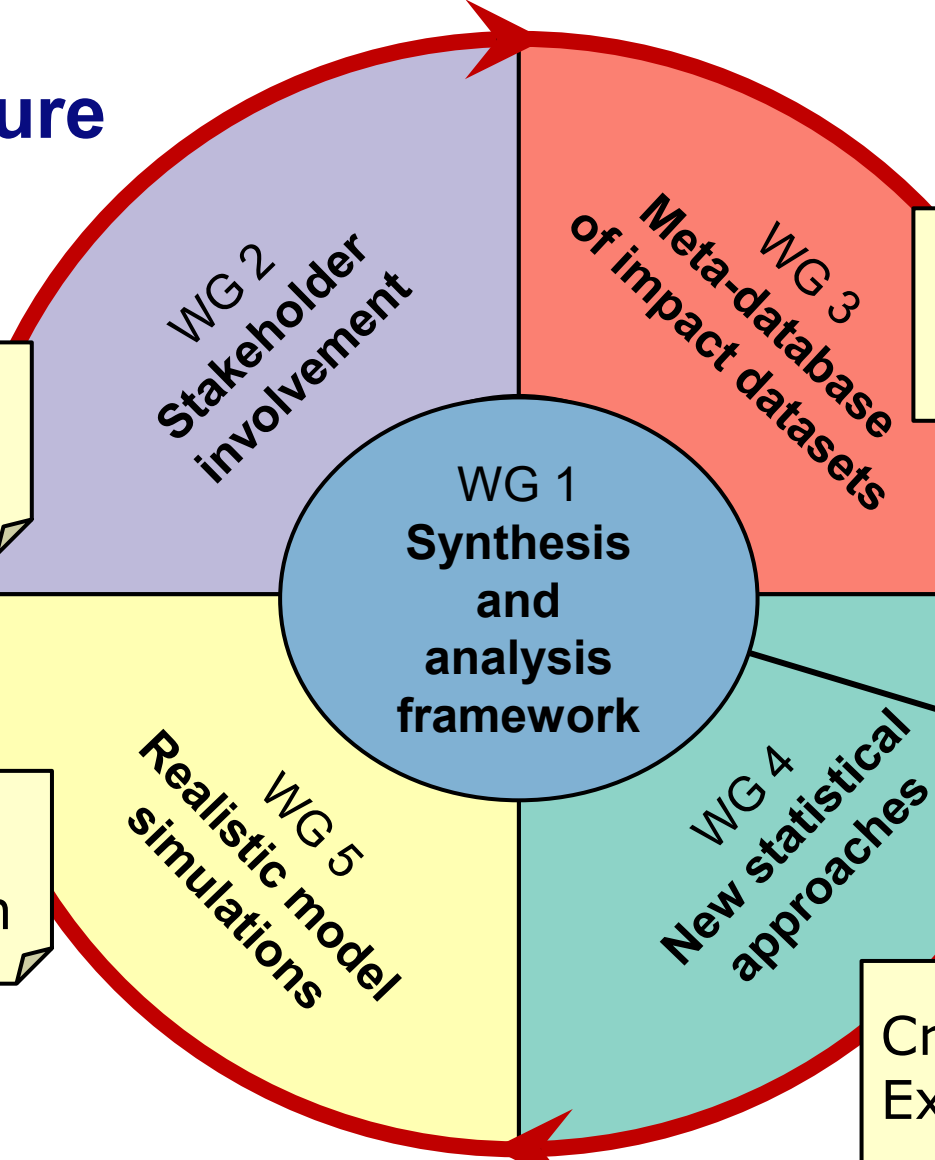 ure
WG 2
Stakeholder
involvement
WG 3
Meta-database
of impact datasets
WG 1
Synthesis
and
analysis
framework
WG 5
Realistic model
simulations
WG 4
New statistical
approaches
n
Cr
Ex